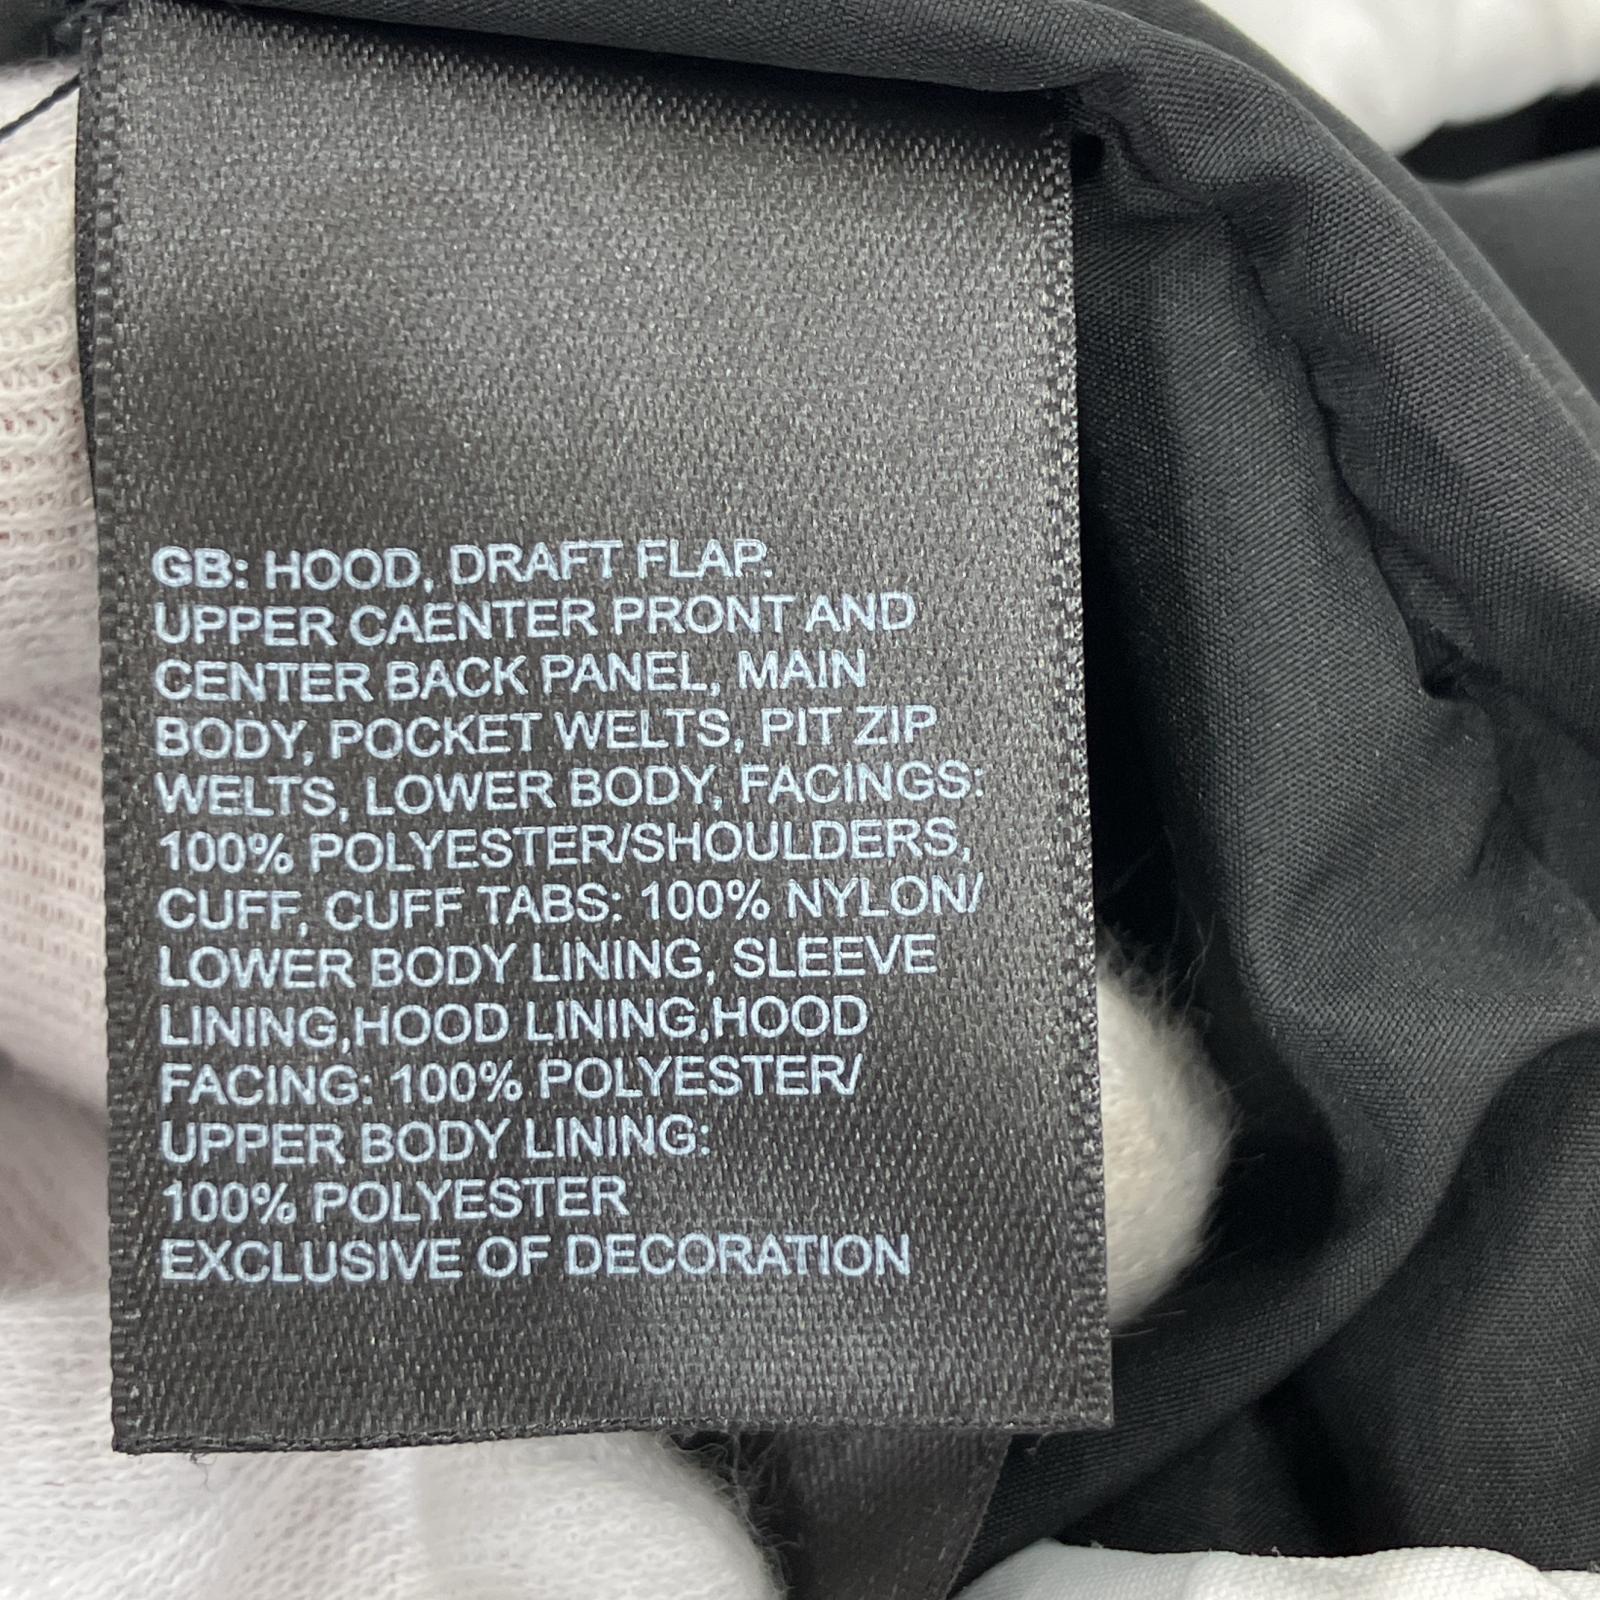 GB: HOOD, DRAFT FLAP.
UPPER CAENTER PRONT AND
CENTER BACK PANEL, MAIN
BODY, POCKET WELTS, PIT ZIP
WELTS, LOWER BODY, FACINGS:
100% POLYESTER/SHOULDERS,
CUFF, CUFF TABS: 100% NYLON/
LOWER BODY LINING, SLEEVE
LINING,HOOD LINING,HOOD
FACING: 100% POLYESTER/
UPPER BODY LINING:
100% POLYESTER
EXCLUSIVE OF DECORATION